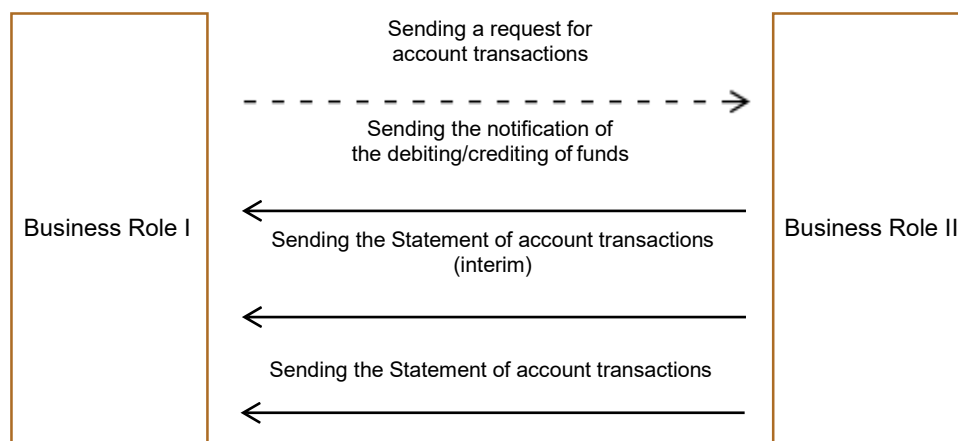 Sending a request for
account transactions
Sending the notification of
the debiting/crediting of funds
Business Role I
Business Role II
Sending the Statement of account transactions
(interim)
Sending the Statement of account transactions